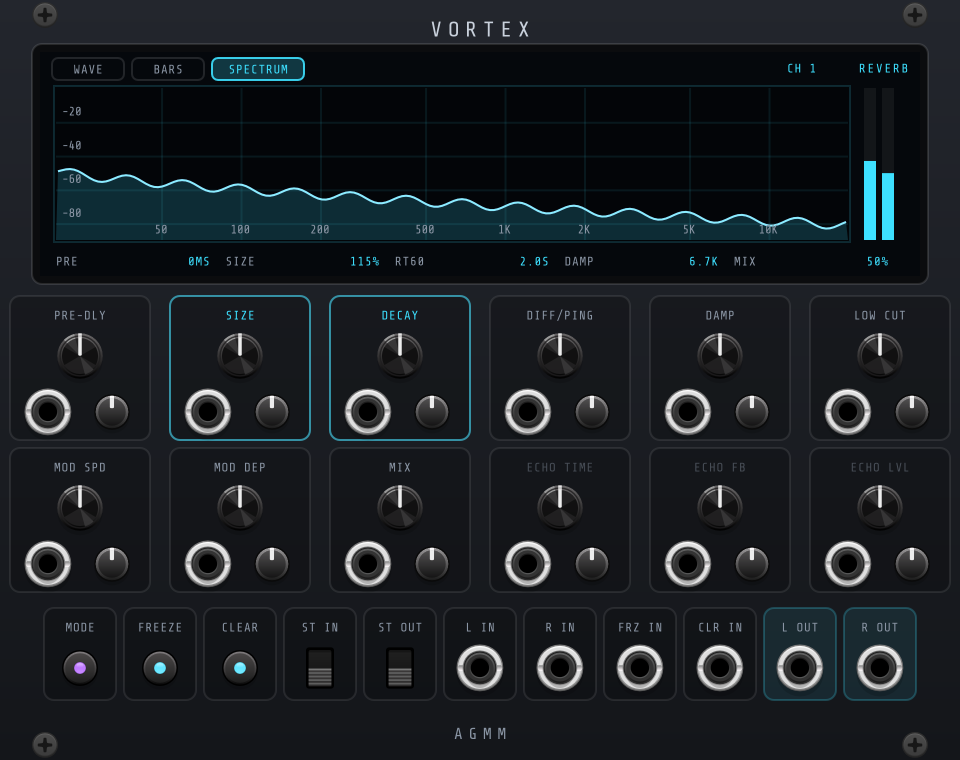 VORTEX
WAVE BARS SPECTRUM CH 1 REVERB
-20
-40
-60
-80
50 100 200 500 1K 2K 5K 10K
PRE 0MS SIZE 115% RT60 2.0S DAMP 6.7K MIX 50%
PRE-DLY SIZE DECAY DIFF/PING DAMP LOW CUT
MOD SPD MOD DEP MIX ECHO TIME ECHO FB ECHO LVL
MODE FREEZE CLEAR ST IN ST OUT L IN R IN FRZ IN CLR IN L OUT R OUT
AGMM